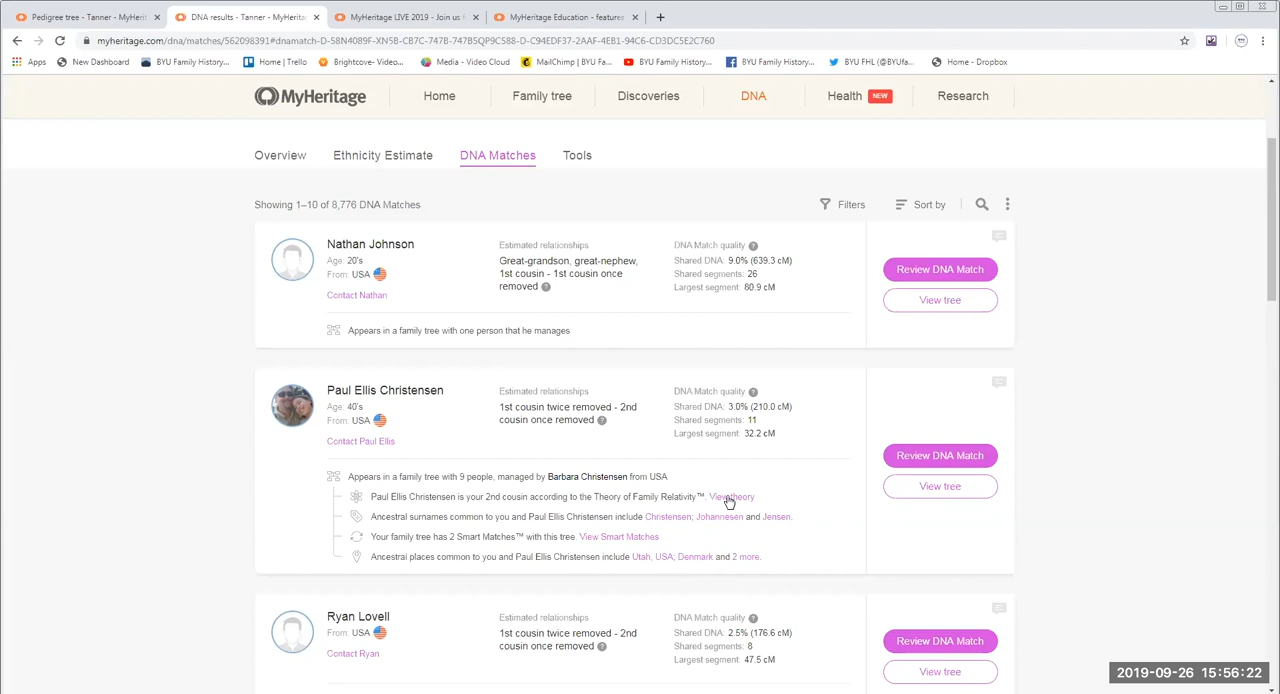 Pedigree tree - Tanner - MyHerit
DNA results - Tanner - MyHerita
MyHeritage LIVE 2019 - Join us f
MyHeritage Education - features
myheritage.com/dna/matches/562098391#dnamatch-D-58N4089F-XN5B-CB7C-747B-747B5QP9C588-D-C94EDF37-2AAF-4EB1-94C6-CD3DC5E2C760
Apps
New Dashboard
BYU Family History...
Home | Trello
Brightcove- Video...
Media - Video Cloud
MailChimp | BYU Fa...
BYU Family History...
BYU Family History...
BYU FHL (@BYUfa...
Home - Dropbox
MyHeritage
Home
Family tree
Discoveries
DNA
Health NEW
Research
Overview
Ethnicity Estimate
DNA Matches
Tools
Showing 1–10 of 8,776 DNA Matches
Filters
Sort by
Nathan Johnson
Age: 20's
From: USA
Contact Nathan
Estimated relationships
Great-grandson, great-nephew,
1st cousin - 1st cousin once
removed ?
DNA Match quality ?
Shared DNA: 9.0% (639.3 cM)
Shared segments: 26
Largest segment: 80.9 cM
Review DNA Match
View tree
Appears in a family tree with one person that he manages
Paul Ellis Christensen
Age: 40's
From: USA
Contact Paul Ellis
Estimated relationships
1st cousin twice removed - 2nd
cousin once removed ?
DNA Match quality ?
Shared DNA: 3.0% (210.0 cM)
Shared segments: 11
Largest segment: 32.2 cM
Review DNA Match
View tree
Appears in a family tree with 9 people, managed by Barbara Christensen from USA
Paul Ellis Christensen is your 2nd cousin according to the Theory of Family Relativity™. View theory
Ancestral surnames common to you and Paul Ellis Christensen include Christensen; Johannesen and Jensen.
Your family tree has 2 Smart Matches™ with this tree. View Smart Matches
Ancestral places common to you and Paul Ellis Christensen include Utah, USA; Denmark and 2 more.
Ryan Lovell
From: USA
Contact Ryan
Estimated relationships
1st cousin twice removed - 2nd
cousin once removed ?
DNA Match quality ?
Shared DNA: 2.5% (176.6 cM)
Shared segments: 8
Largest segment: 47.5 cM
Review DNA Match
View tree
2019-09-26 15:56:22